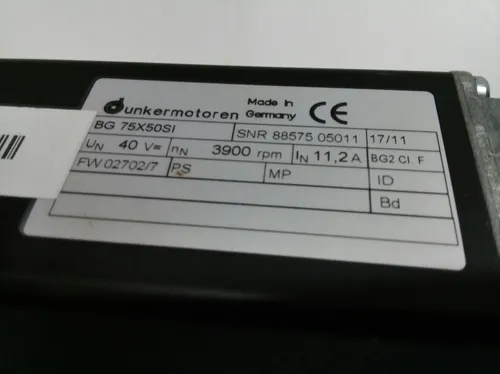 dunkermotoren Made in Germany CE
BG 75X50SI SNR 88575 05011 17/11
UN 40 V= nN 3900 rpm IN 11,2 A BG2 Cl. F
FW 02702/7 PS MP ID
Bd